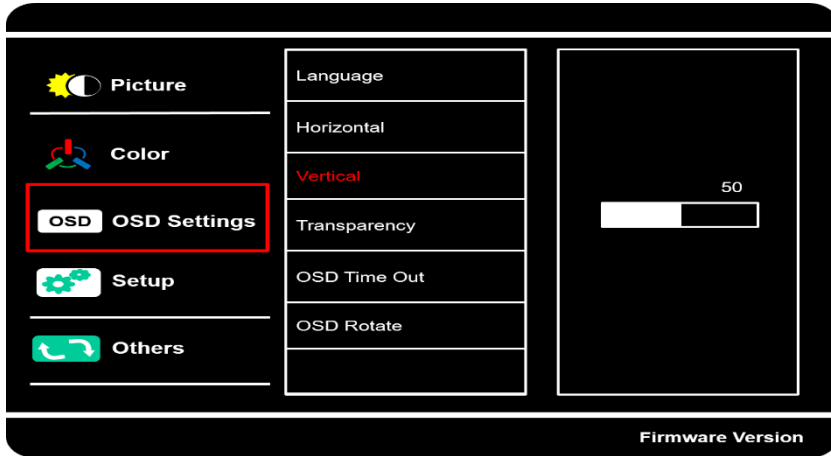 Picture
Color
OSD OSD Settings
Setup
Others
Language
Horizontal
Vertical
Transparency
OSD Time Out
OSD Rotate
50
Firmware Version